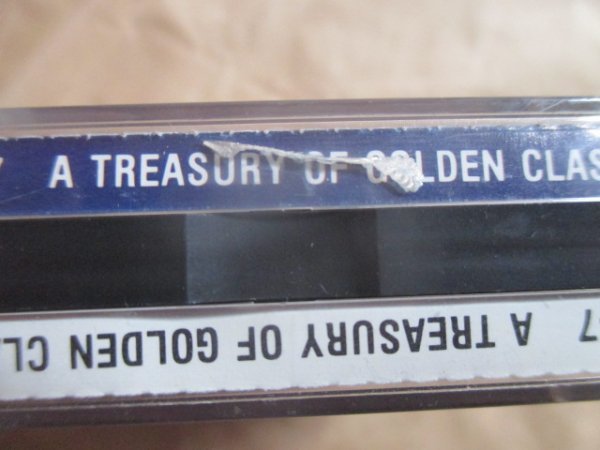 A TREASURY OF GOLDEN CLAS
7 A TREASURY OF GOLDEN CL